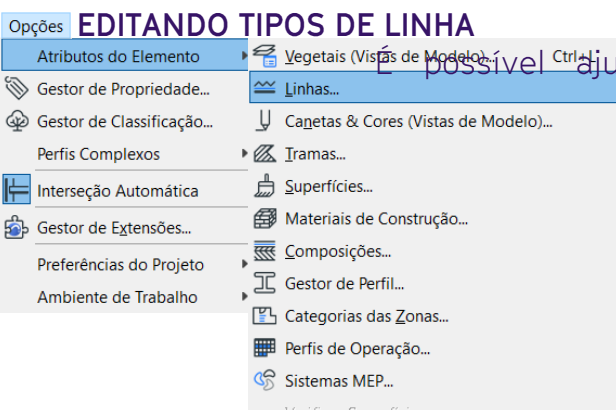 Opções EDITANDO TIPOS DE LINHA
É possível aju
Atributos do Elemento
Gestor de Propriedade...
Gestor de Classificação...
Perfis Complexos
Interseção Automática
Gestor de Extensões...
Preferências do Projeto
Ambiente de Trabalho
Vegetais (Vistas de Modelo)... Ctrl+L
Linhas...
Canetas & Cores (Vistas de Modelo)...
Tramas...
Superfícies...
Materiais de Construção...
Composições...
Gestor de Perfil...
Categorias das Zonas...
Perfis de Operação...
Sistemas MEP...